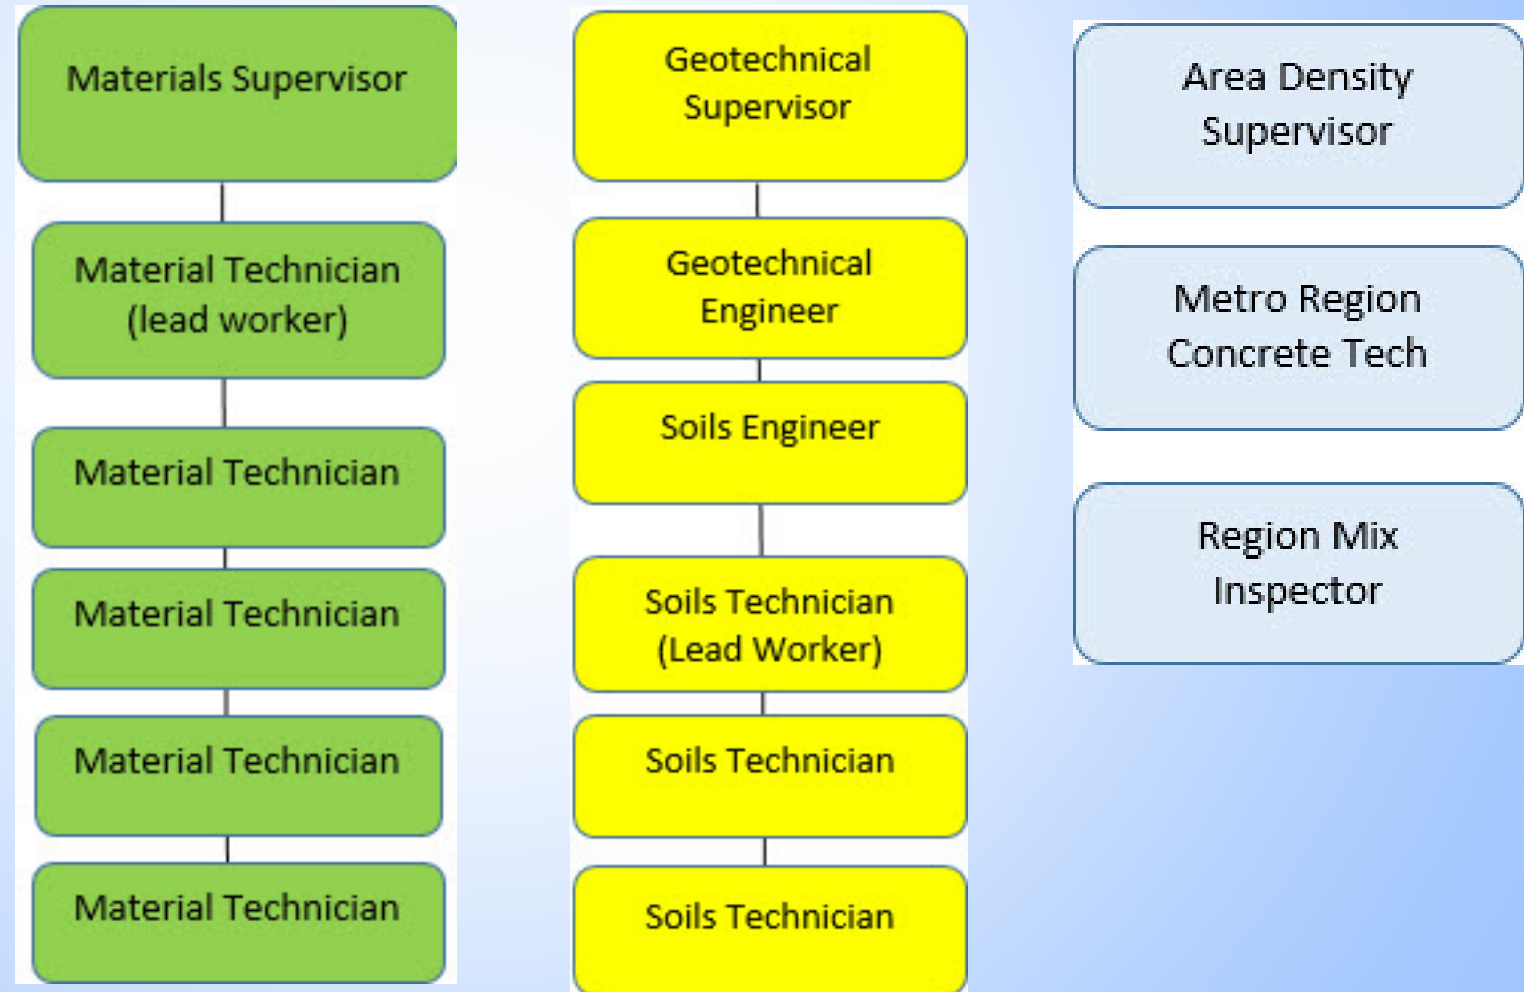 Materials Supervisor
Material Technician
(lead worker)
Material Technician
Material Technician
Material Technician
Material Technician
Geotechnical
Supervisor
Geotechnical
Engineer
Soils Engineer
Soils Technician
(Lead Worker)
Soils Technician
Soils Technician
Area Density
Supervisor
Metro Region
Concrete Tech
Region Mix
Inspector